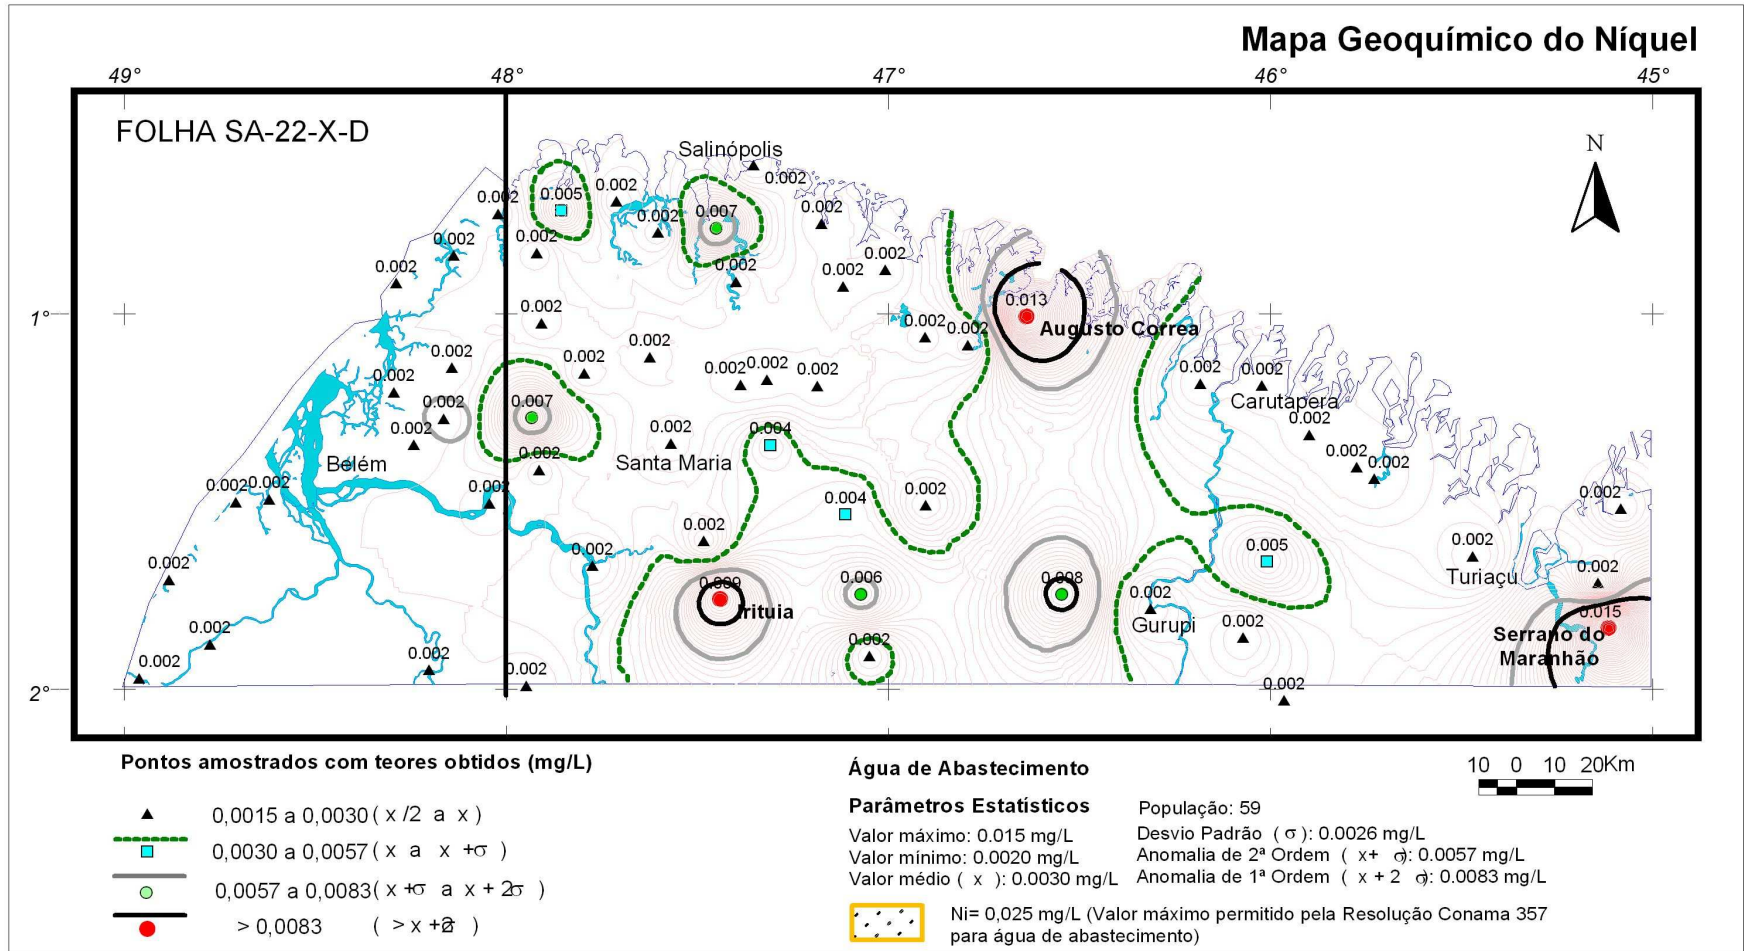 Mapa Geoquímico do Níquel
49° 48° 47° 46° 45°
FOLHA SA-22-X-D
N
Salinópolis
0.002
0.002 0.005 0.002
0.002 0.007 0.002
0.002 0.002 0.002
0.002 0.002 0.002 0.002
0.013
1°
0.002 0.002 0.002
Augusto Correa
0.002 0.002
0.002 0.002 0.002 0.002 0.002 0.002 0.002
0.002 0.007 0.002
Carutapera
0.002
0.002 0.002 0.004
Belém 0.002 Santa Maria 0.002 0.002
0.002 0.002 0.002 0.004 0.002 0.002
0.002
0.002 0.005 0.002
0.002 0.009 0.006 0.008 0.002 Turiaçu 0.002
Irituia
0.002
Gurupi
0.002 0.015
0.002 0.002
Serrano do
Maranhão
0.002 0.002 0.002
0.002
2°
Pontos amostrados com teores obtidos (mg/L)
0,0015 a 0,0030 ( x /2 a x )
0,0030 a 0,0057 ( x a x +σ )
0,0057 a 0,0083 ( x +σ a x + 2σ )
> 0,0083 ( > x +2σ )
Água de Abastecimento
Parâmetros Estatísticos
Valor máximo: 0.015 mg/L
Valor mínimo: 0.0020 mg/L
Valor médio ( x ): 0.0030 mg/L
População: 59
Desvio Padrão ( σ ): 0.0026 mg/L
Anomalia de 2ª Ordem ( x+ σ): 0.0057 mg/L
Anomalia de 1ª Ordem ( x + 2 σ): 0.0083 mg/L
Ni= 0,025 mg/L (Valor máximo permitido pela Resolução Conama 357
para água de abastecimento)
10 0 10 20Km